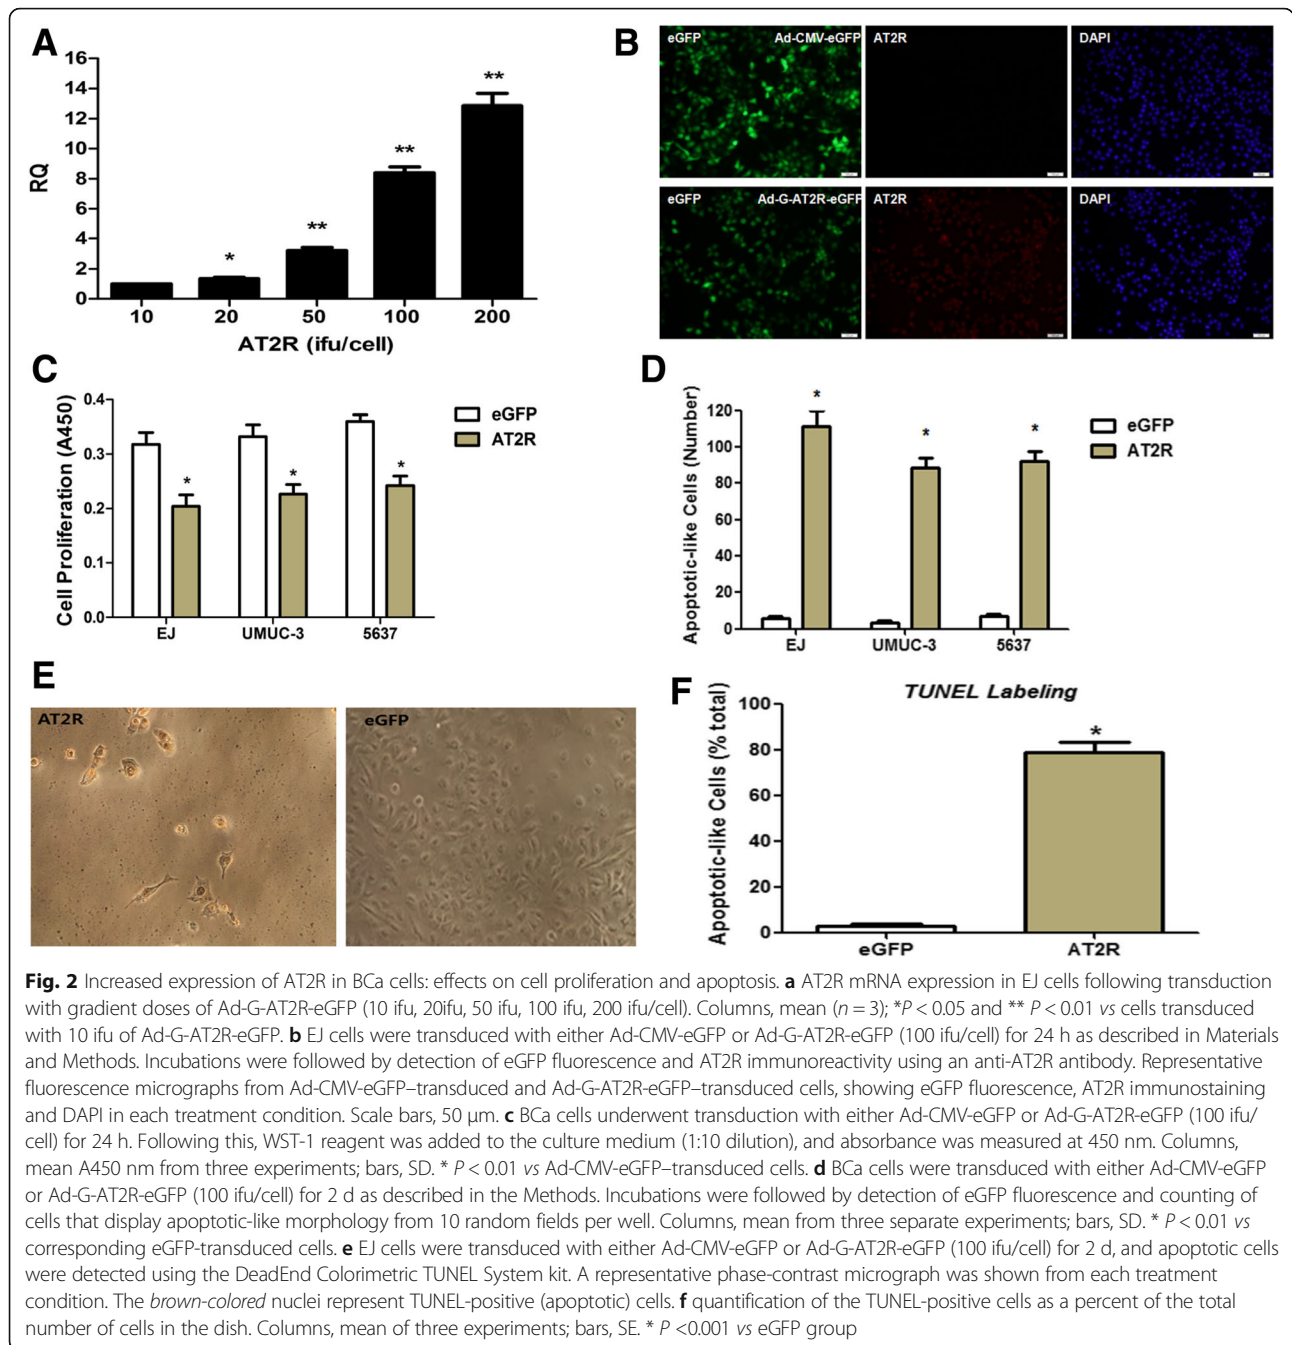 A
16
14
12
10
8
6
4
2
0
RQ
*
**
**
**
10 20 50 100 200
AT2R (ifu/cell)
B
eGFP Ad-CMV-eGFP AT2R DAPI
eGFP Ad-G-AT2R-eGFP AT2R DAPI
C
0.4
0.3
0.2
0.1
0.0
Cell Proliferation (A450)
* * *
EJ UMUC-3 5637
eGFP
AT2R
D
120
100
80
60
40
20
0
Apoptotic-like Cells (Number)
* * *
EJ UMUC-3 5637
eGFP
AT2R
E
AT2R eGFP
F
TUNEL Labeling
100
80
60
40
20
0
Apoptotic-like Cells (% total)
*
eGFP AT2R
Fig. 2 Increased expression of AT2R in BCa cells: effects on cell proliferation and apoptosis. a AT2R mRNA expression in EJ cells following transduction
with gradient doses of Ad-G-AT2R-eGFP (10 ifu, 20ifu, 50 ifu, 100 ifu, 200 ifu/cell). Columns, mean (n = 3); *P < 0.05 and ** P < 0.01 vs cells transduced
with 10 ifu of Ad-G-AT2R-eGFP. b EJ cells were transduced with either Ad-CMV-eGFP or Ad-G-AT2R-eGFP (100 ifu/cell) for 24 h as described in Materials
and Methods. Incubations were followed by detection of eGFP fluorescence and AT2R immunoreactivity using an anti-AT2R antibody. Representative
fluorescence micrographs from Ad-CMV-eGFP–transduced and Ad-G-AT2R-eGFP–transduced cells, showing eGFP fluorescence, AT2R immunostaining
and DAPI in each treatment condition. Scale bars, 50 μm. c BCa cells underwent transduction with either Ad-CMV-eGFP or Ad-G-AT2R-eGFP (100 ifu/
cell) for 24 h. Following this, WST-1 reagent was added to the culture medium (1:10 dilution), and absorbance was measured at 450 nm. Columns,
mean A450 nm from three experiments; bars, SD. * P < 0.01 vs Ad-CMV-eGFP–transduced cells. d BCa cells were transduced with either Ad-CMV-eGFP
or Ad-G-AT2R-eGFP (100 ifu/cell) for 2 d as described in the Methods. Incubations were followed by detection of eGFP fluorescence and counting of
cells that display apoptotic-like morphology from 10 random fields per well. Columns, mean from three separate experiments; bars, SD. * P < 0.01 vs
corresponding eGFP-transduced cells. e EJ cells were transduced with either Ad-CMV-eGFP or Ad-G-AT2R-eGFP (100 ifu/cell) for 2 d, and apoptotic cells
were detected using the DeadEnd Colorimetric TUNEL System kit. A representative phase-contrast micrograph was shown from each treatment
condition. The brown-colored nuclei represent TUNEL-positive (apoptotic) cells. f quantification of the TUNEL-positive cells as a percent of the total
number of cells in the dish. Columns, mean of three experiments; bars, SE. * P <0.001 vs eGFP group